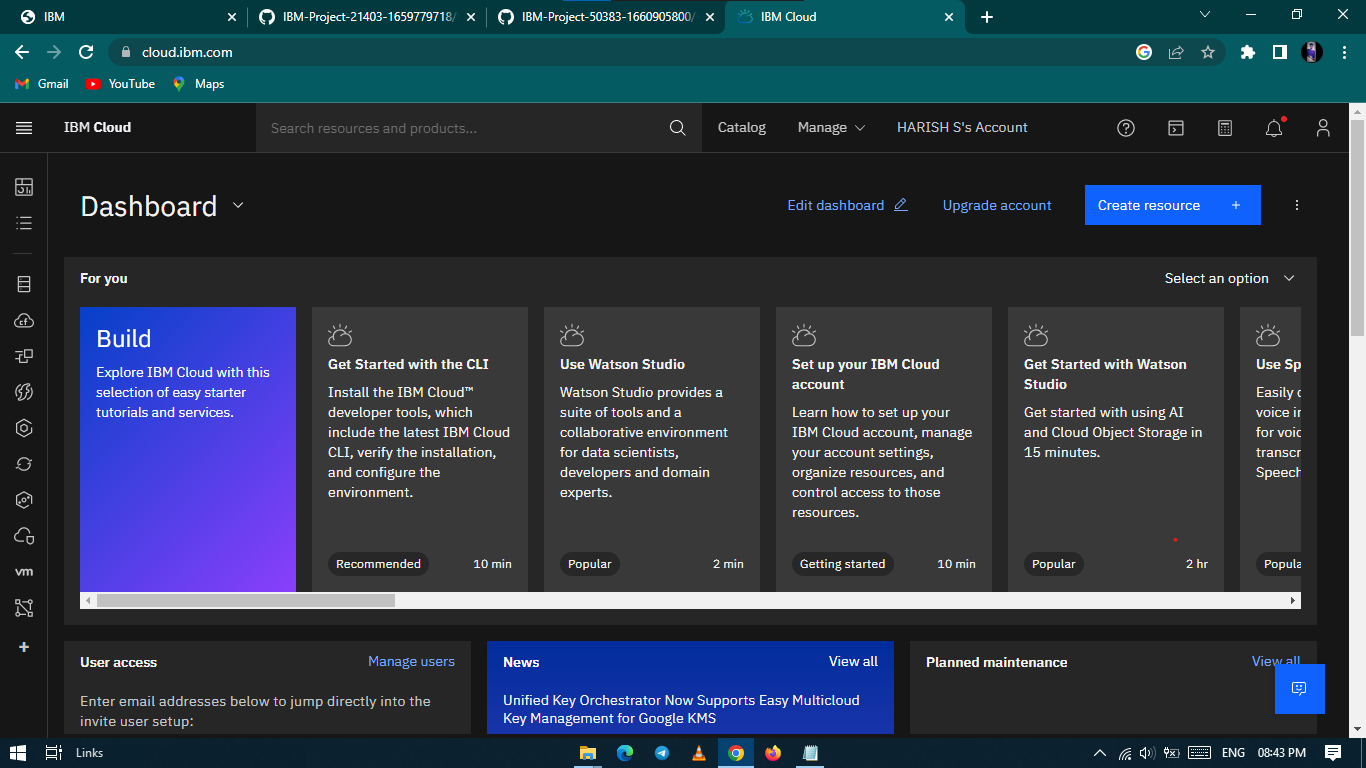 IBM
IBM-Project-21403-1659779718/
IBM-Project-50383-1660905800/
IBM Cloud
cloud.ibm.com
Gmail
YouTube
Maps
IBM Cloud
Search resources and products...
Catalog
Manage
HARISH S's Account
Dashboard
Edit dashboard
Upgrade account
Create resource +
For you
Select an option
Build
Explore IBM Cloud with this
selection of easy starter
tutorials and services.
Get Started with the CLI
Install the IBM Cloud™
developer tools, which
include the latest IBM Cloud
CLI, verify the installation,
and configure the
environment.
Recommended
10 min
Use Watson Studio
Watson Studio provides a
suite of tools and a
collaborative environment
for data scientists,
developers and domain
experts.
Popular
2 min
Set up your IBM Cloud
account
Learn how to set up your
IBM Cloud account, manage
your account settings,
organize resources, and
control access to those
resources.
Getting started
10 min
Get Started with Watson
Studio
Get started with using AI
and Cloud Object Storage in
15 minutes.
Popular
2 hr
Use Sp
Easily c
voice in
for voic
transcr
Speech
Popula
vm
User access
Manage users
Enter email addresses below to jump directly into the
invite user setup:
News
View all
Unified Key Orchestrator Now Supports Easy Multicloud
Key Management for Google KMS
Planned maintenance
View all
Links
ENG
08:43 PM